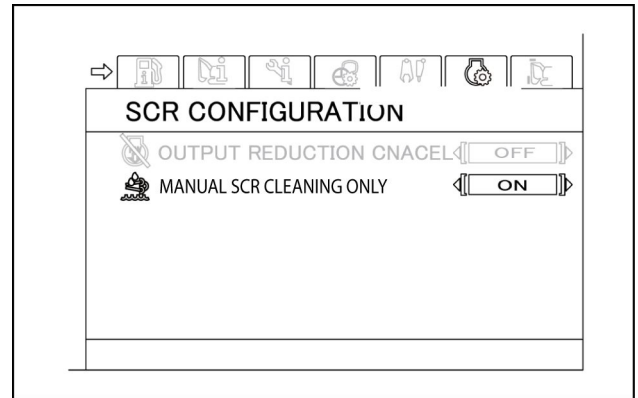 SCR CONFIGURATION
OUTPUT REDUCTION CNACEL OFF
MANUAL SCR CLEANING ONLY ON